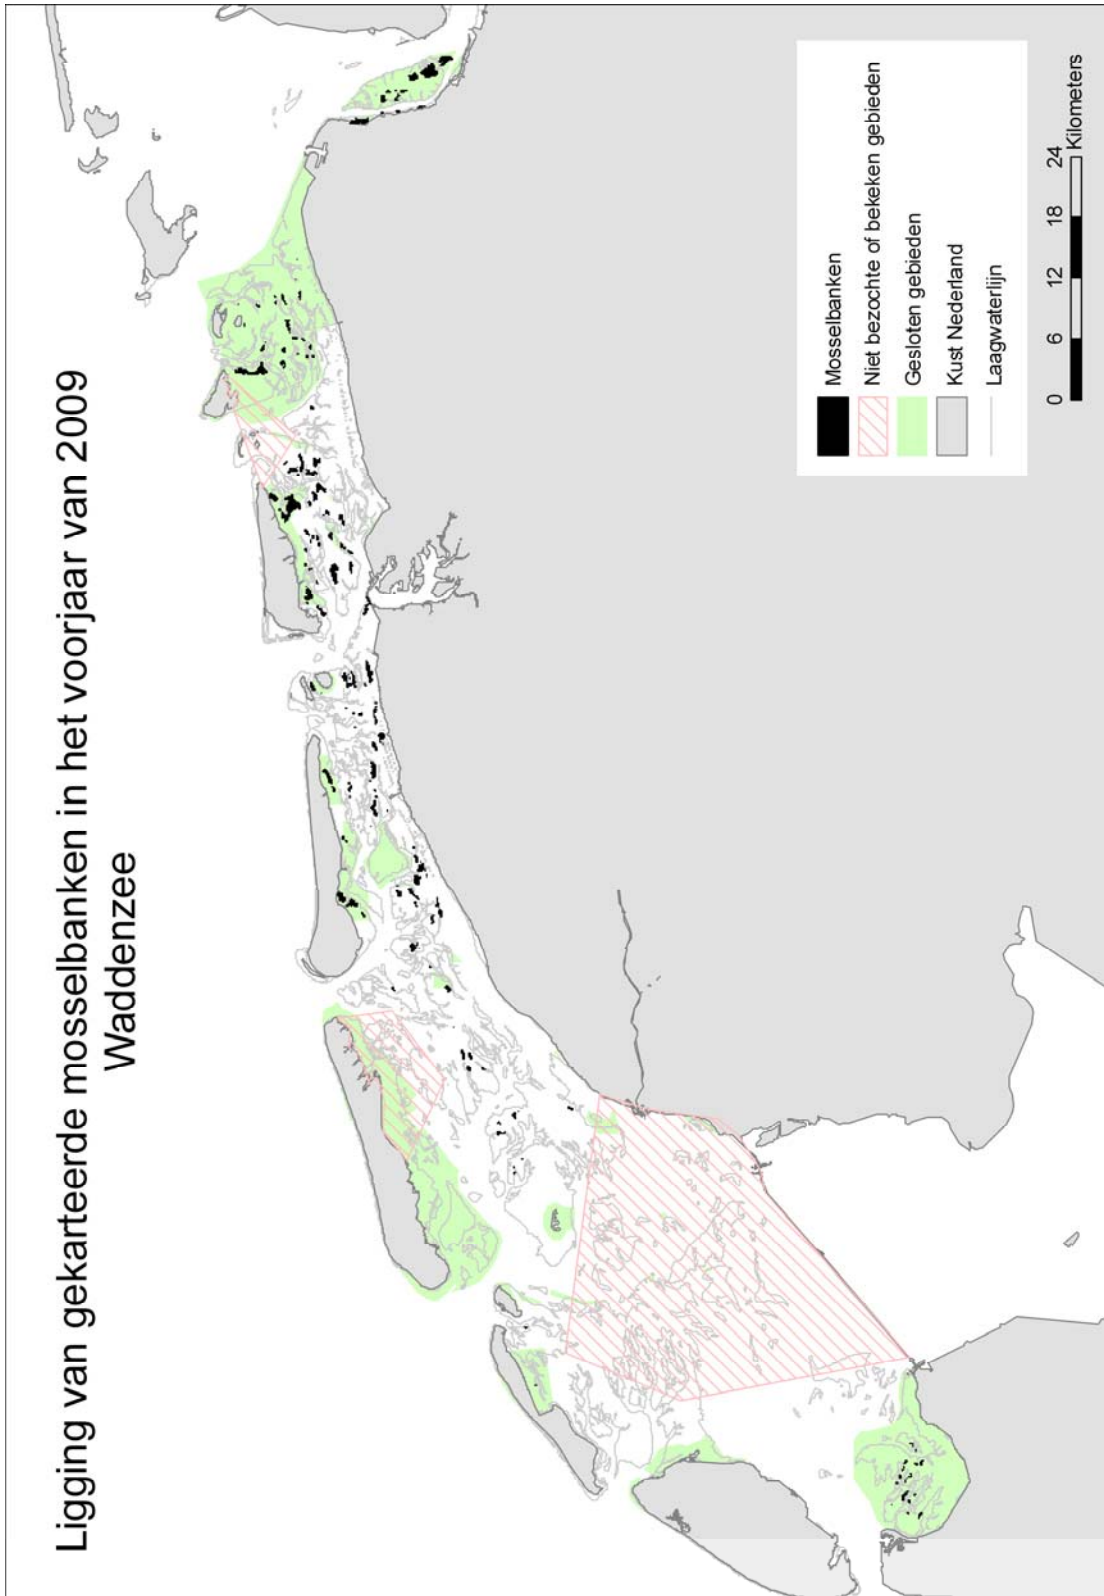 Ligging van gekarteerde mosselbanken in het voorjaar van 2009
Waddenzee
Mosselbanken
Niet bezochte of bekeken gebieden
Gesloten gebieden
Kust Nederland
Laagwaterlijn
0 6 12 18 24
Kilometers